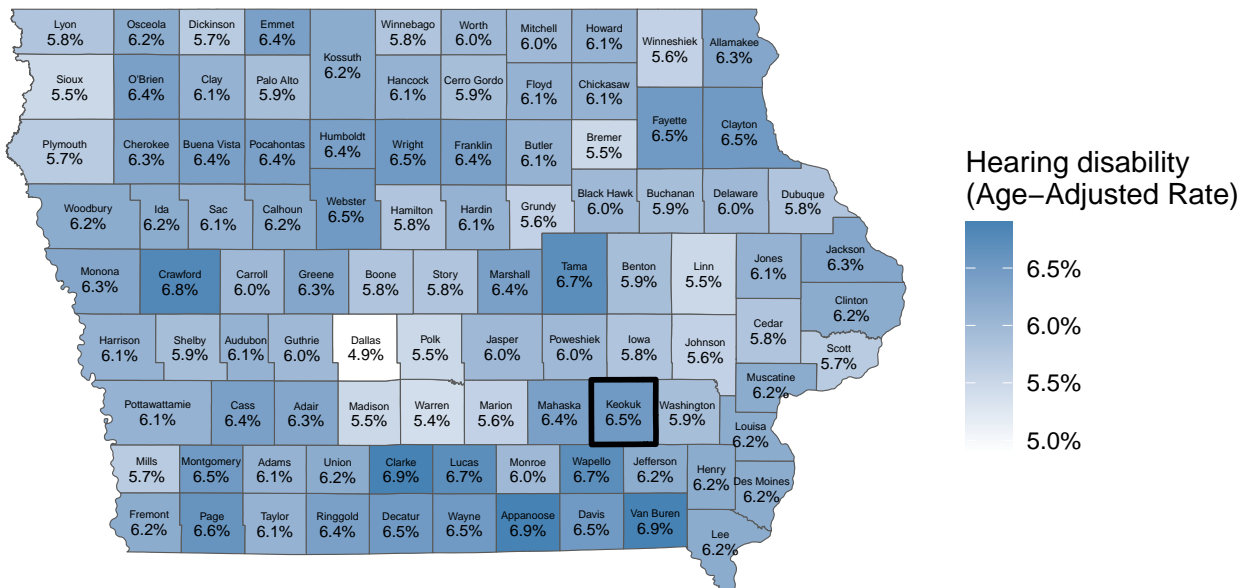 Lyon
5.8%
Osceola
6.2%
Dickinson
5.7%
Emmet
6.4%
Kossuth
6.2%
Winnebago
5.8%
Worth
6.0%
Mitchell
6.0%
Howard
6.1%
Winneshiek
5.6%
Allamakee
6.3%
Sioux
5.5%
O'Brien
6.4%
Clay
6.1%
Palo Alto
5.9%
Hancock
6.1%
Cerro Gordo
5.9%
Floyd
6.1%
Chickasaw
6.1%
Fayette
6.5%
Clayton
6.5%
Plymouth
5.7%
Cherokee
6.3%
Buena Vista
6.4%
Pocahontas
6.4%
Humboldt
6.4%
Wright
6.5%
Franklin
6.4%
Butler
6.1%
Bremer
5.5%
Woodbury
6.2%
Ida
6.2%
Sac
6.1%
Calhoun
6.2%
Webster
6.5%
Hamilton
5.8%
Hardin
6.1%
Grundy
5.6%
Black Hawk
6.0%
Buchanan
5.9%
Delaware
6.0%
Dubuque
5.8%
Monona
6.3%
Crawford
6.8%
Carroll
6.0%
Greene
6.3%
Boone
5.8%
Story
5.8%
Marshall
6.4%
Tama
6.7%
Benton
5.9%
Linn
5.5%
Jones
6.1%
Jackson
6.3%
Clinton
6.2%
Harrison
6.1%
Shelby
5.9%
Audubon
6.1%
Guthrie
6.0%
Dallas
4.9%
Polk
5.5%
Jasper
6.0%
Poweshiek
6.0%
Iowa
5.8%
Johnson
5.6%
Cedar
5.8%
Scott
5.7%
Muscatine
6.2%
Pottawattamie
6.1%
Cass
6.4%
Adair
6.3%
Madison
5.5%
Warren
5.4%
Marion
5.6%
Mahaska
6.4%
Keokuk
6.5%
Washington
5.9%
Louisa
6.2%
Mills
5.7%
Montgomery
6.5%
Adams
6.1%
Union
6.2%
Clarke
6.9%
Lucas
6.7%
Monroe
6.0%
Wapello
6.7%
Jefferson
6.2%
Henry
6.2%
Des Moines
6.2%
Fremont
6.2%
Page
6.6%
Taylor
6.1%
Ringgold
6.4%
Decatur
6.5%
Wayne
6.5%
Appanoose
6.9%
Davis
6.5%
Van Buren
6.9%
Lee
6.2%
Hearing disability
(Age−Adjusted Rate)
6.5%
6.0%
5.5%
5.0%